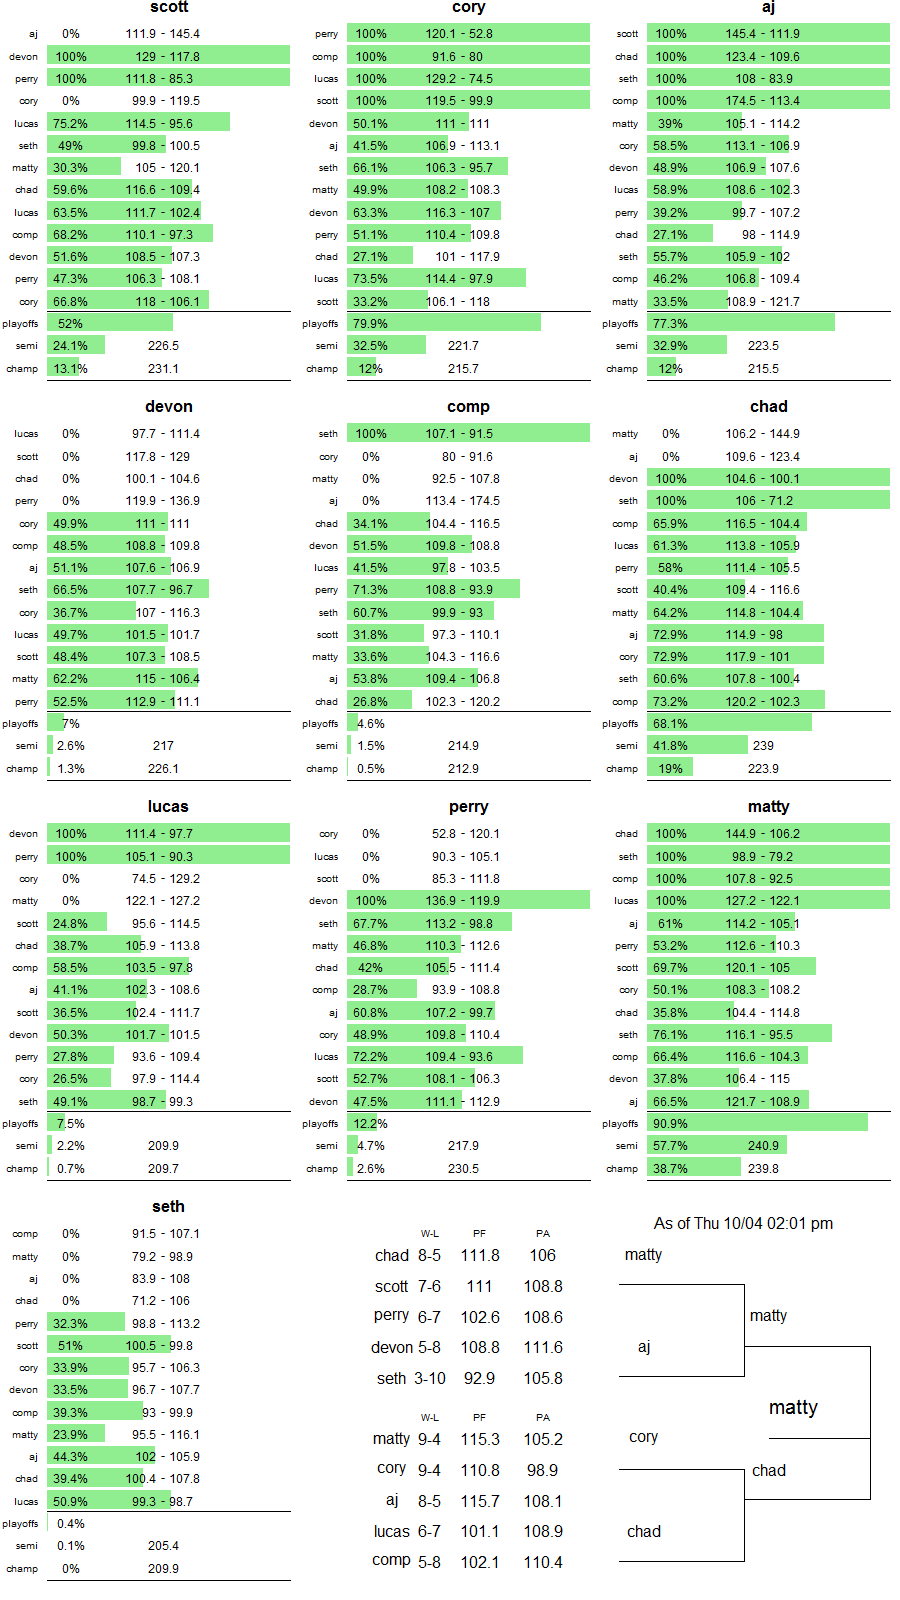 scott cory aj
aj 0% 111.9 - 145.4 perry 100% 120.1 - 52.8 scott 100% 145.4 - 111.9
devon 100% 129 - 117.8 comp 100% 91.6 - 80 chad 100% 123.4 - 109.6
perry 100% 111.8 - 85.3 lucas 100% 129.2 - 74.5 seth 100% 108 - 83.9
cory 0% 99.9 - 119.5 scott 100% 119.5 - 99.9 comp 100% 174.5 - 113.4
lucas 75.2% 114.5 - 95.6 devon 50.1% 111 - 111 matty 39% 105.1 - 114.2
seth 49% 99.8 - 100.5 aj 41.5% 106.9 - 113.1 cory 58.5% 113.1 - 106.9
matty 30.3% 105 - 120.1 seth 66.1% 106.3 - 95.7 devon 48.9% 106.9 - 107.6
chad 59.6% 116.6 - 109.4 matty 49.9% 108.2 - 108.3 lucas 58.9% 108.6 - 102.3
lucas 63.5% 111.7 - 102.4 devon 63.3% 116.3 - 107 perry 39.2% 99.7 - 107.2
comp 68.2% 110.1 - 97.3 perry 51.1% 110.4 - 109.8 chad 27.1% 98 - 114.9
devon 51.6% 108.5 - 107.3 chad 27.1% 101 - 117.9 seth 55.7% 105.9 - 102
perry 47.3% 106.3 - 108.1 lucas 73.5% 114.4 - 97.9 comp 46.2% 106.8 - 109.4
cory 66.8% 118 - 106.1 scott 33.2% 106.1 - 118 matty 33.5% 108.9 - 121.7
playoffs 52% playoffs 79.9% playoffs 77.3%
semi 24.1% 226.5 semi 32.5% 221.7 semi 32.9% 223.5
champ 13.1% 231.1 champ 12% 215.7 champ 12% 215.5
devon comp chad
lucas 0% 97.7 - 111.4 seth 100% 107.1 - 91.5 matty 0% 106.2 - 144.9
scott 0% 117.8 - 129 cory 0% 80 - 91.6 aj 0% 109.6 - 123.4
chad 0% 100.1 - 104.6 matty 0% 92.5 - 107.8 devon 100% 104.6 - 100.1
perry 0% 119.9 - 136.9 aj 0% 113.4 - 174.5 seth 100% 106 - 71.2
cory 49.9% 111 - 111 chad 34.1% 104.4 - 116.5 comp 65.9% 116.5 - 104.4
comp 48.5% 108.8 - 109.8 devon 51.5% 109.8 - 108.8 lucas 61.3% 113.8 - 105.9
aj 51.1% 107.6 - 106.9 lucas 41.5% 97.8 - 103.5 perry 58% 111.4 - 105.5
seth 66.5% 107.7 - 96.7 perry 71.3% 108.8 - 93.9 scott 40.4% 109.4 - 116.6
cory 36.7% 107 - 116.3 seth 60.7% 99.9 - 93 matty 64.2% 114.8 - 104.4
lucas 49.7% 101.5 - 101.7 scott 31.8% 97.3 - 110.1 aj 72.9% 114.9 - 98
scott 48.4% 107.3 - 108.5 matty 33.6% 104.3 - 116.6 cory 72.9% 117.9 - 101
matty 62.2% 115 - 106.4 aj 53.8% 109.4 - 106.8 seth 60.6% 107.8 - 100.4
perry 52.5% 112.9 - 111.1 chad 26.8% 102.3 - 120.2 comp 73.2% 120.2 - 102.3
playoffs 7% playoffs 4.6% playoffs 68.1%
semi 2.6% 217 semi 1.5% 214.9 semi 41.8% 239
champ 1.3% 226.1 champ 0.5% 212.9 champ 19% 223.9
lucas perry matty
devon 100% 111.4 - 97.7 cory 0% 52.8 - 120.1 chad 100% 144.9 - 106.2
perry 100% 105.1 - 90.3 lucas 0% 90.3 - 105.1 seth 100% 98.9 - 79.2
cory 0% 74.5 - 129.2 scott 0% 85.3 - 111.8 comp 100% 107.8 - 92.5
matty 0% 122.1 - 127.2 devon 100% 136.9 - 119.9 lucas 100% 127.2 - 122.1
scott 24.8% 95.6 - 114.5 seth 67.7% 113.2 - 98.8 aj 61% 114.2 - 105.1
chad 38.7% 105.9 - 113.8 matty 46.8% 110.3 - 112.6 perry 53.2% 112.6 - 110.3
comp 58.5% 103.5 - 97.8 chad 42% 105.5 - 111.4 scott 69.7% 120.1 - 105
aj 41.1% 102.3 - 108.6 comp 28.7% 93.9 - 108.8 cory 50.1% 108.3 - 108.2
scott 36.5% 102.4 - 111.7 aj 60.8% 107.2 - 99.7 chad 35.8% 104.4 - 114.8
devon 50.3% 101.7 - 101.5 cory 48.9% 109.8 - 110.4 seth 76.1% 116.1 - 95.5
perry 27.8% 93.6 - 109.4 lucas 72.2% 109.4 - 93.6 comp 66.4% 116.6 - 104.3
cory 26.5% 97.9 - 114.4 scott 52.7% 108.1 - 106.3 devon 37.8% 106.4 - 115
seth 49.1% 98.7 - 99.3 devon 47.5% 111.1 - 112.9 aj 66.5% 121.7 - 108.9
playoffs 7.5% playoffs 12.2% playoffs 90.9%
semi 2.2% 209.9 semi 4.7% 217.9 semi 57.7% 240.9
champ 0.7% 209.7 champ 2.6% 230.5 champ 38.7% 239.8
seth
comp 0% 91.5 - 107.1
matty 0% 79.2 - 98.9
aj 0% 83.9 - 108
chad 0% 71.2 - 106
perry 32.3% 98.8 - 113.2
scott 51% 100.5 - 99.8
cory 33.9% 95.7 - 106.3
devon 33.5% 96.7 - 107.7
comp 39.3% 93 - 99.9
matty 23.9% 95.5 - 116.1
aj 44.3% 102 - 105.9
chad 39.4% 100.4 - 107.8
lucas 50.9% 99.3 - 98.7
playoffs 0.4%
semi 0.1% 205.4
champ 0% 209.9
W-L PF PA
chad 8-5 111.8 106
scott 7-6 111 108.8
perry 6-7 102.6 108.6
devon 5-8 108.8 111.6
seth 3-10 92.9 105.8
W-L PF PA
matty 9-4 115.3 105.2
cory 9-4 110.8 98.9
aj 8-5 115.7 108.1
lucas 6-7 101.1 108.9
comp 5-8 102.1 110.4
As of Thu 10/04 02:01 pm
matty
matty
aj
matty
cory
chad
chad